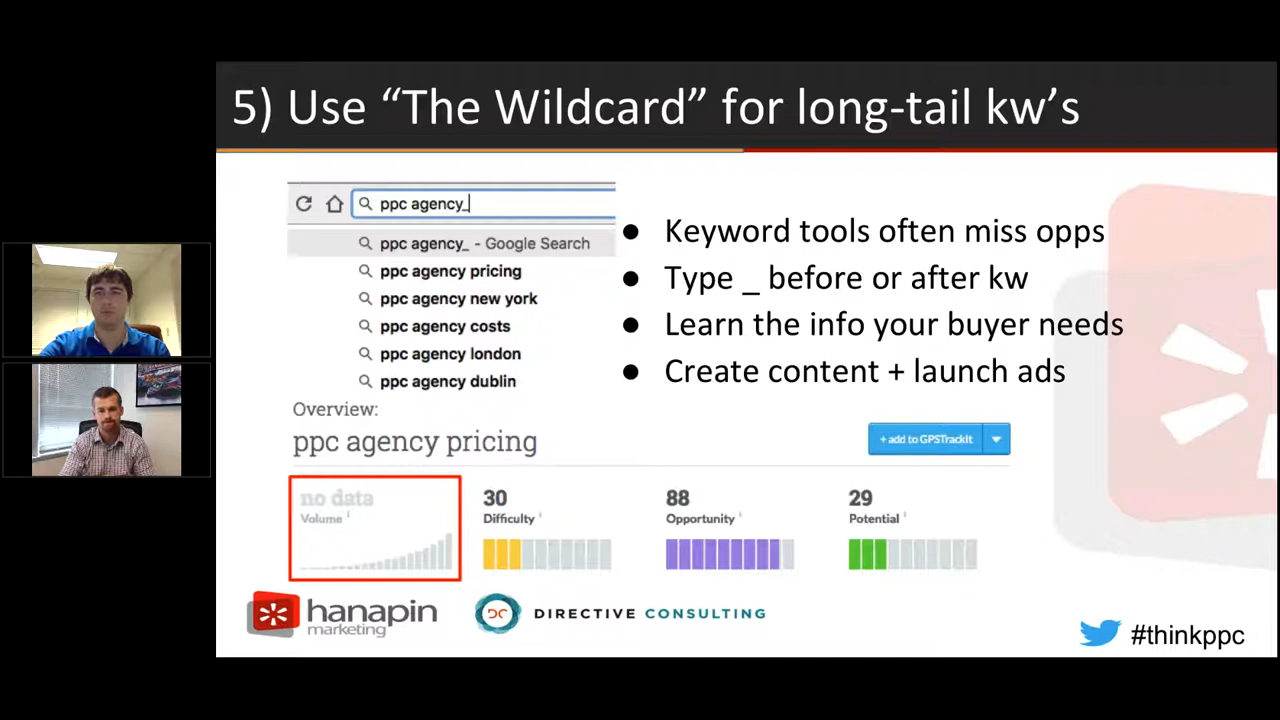 5) Use “The Wildcard” for long-tail kw’s
ppc agency_
ppc agency_ - Google Search
ppc agency pricing
ppc agency new york
ppc agency costs
ppc agency london
ppc agency dublin
● Keyword tools often miss opps
● Type _ before or after kw
● Learn the info your buyer needs
● Create content + launch ads
Overview:
ppc agency pricing
+ add to GPSTrackIt
no data
Volume
30
Difficulty
88
Opportunity
29
Potential
hanapin
marketing
DC
DIRECTIVE CONSULTING
#thinkppc